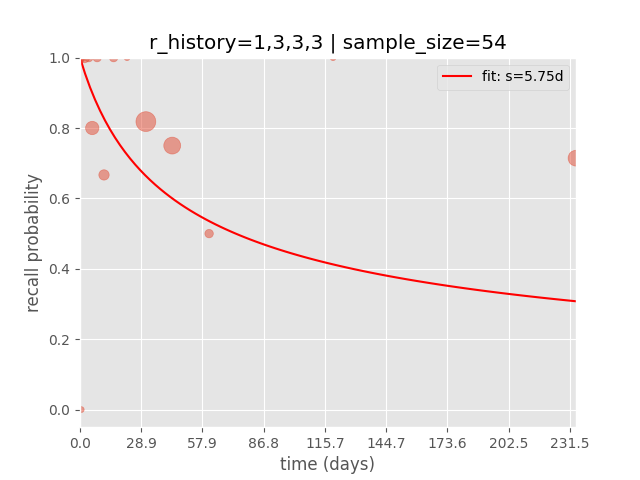 r_history=1,3,3,3 | sample_size=54
fit: s=5.75d
recall probability
1.0
0.8
0.6
0.4
0.2
0.0
0.0 28.9 57.9 86.8 115.7 144.7 173.6 202.5 231.5
time (days)